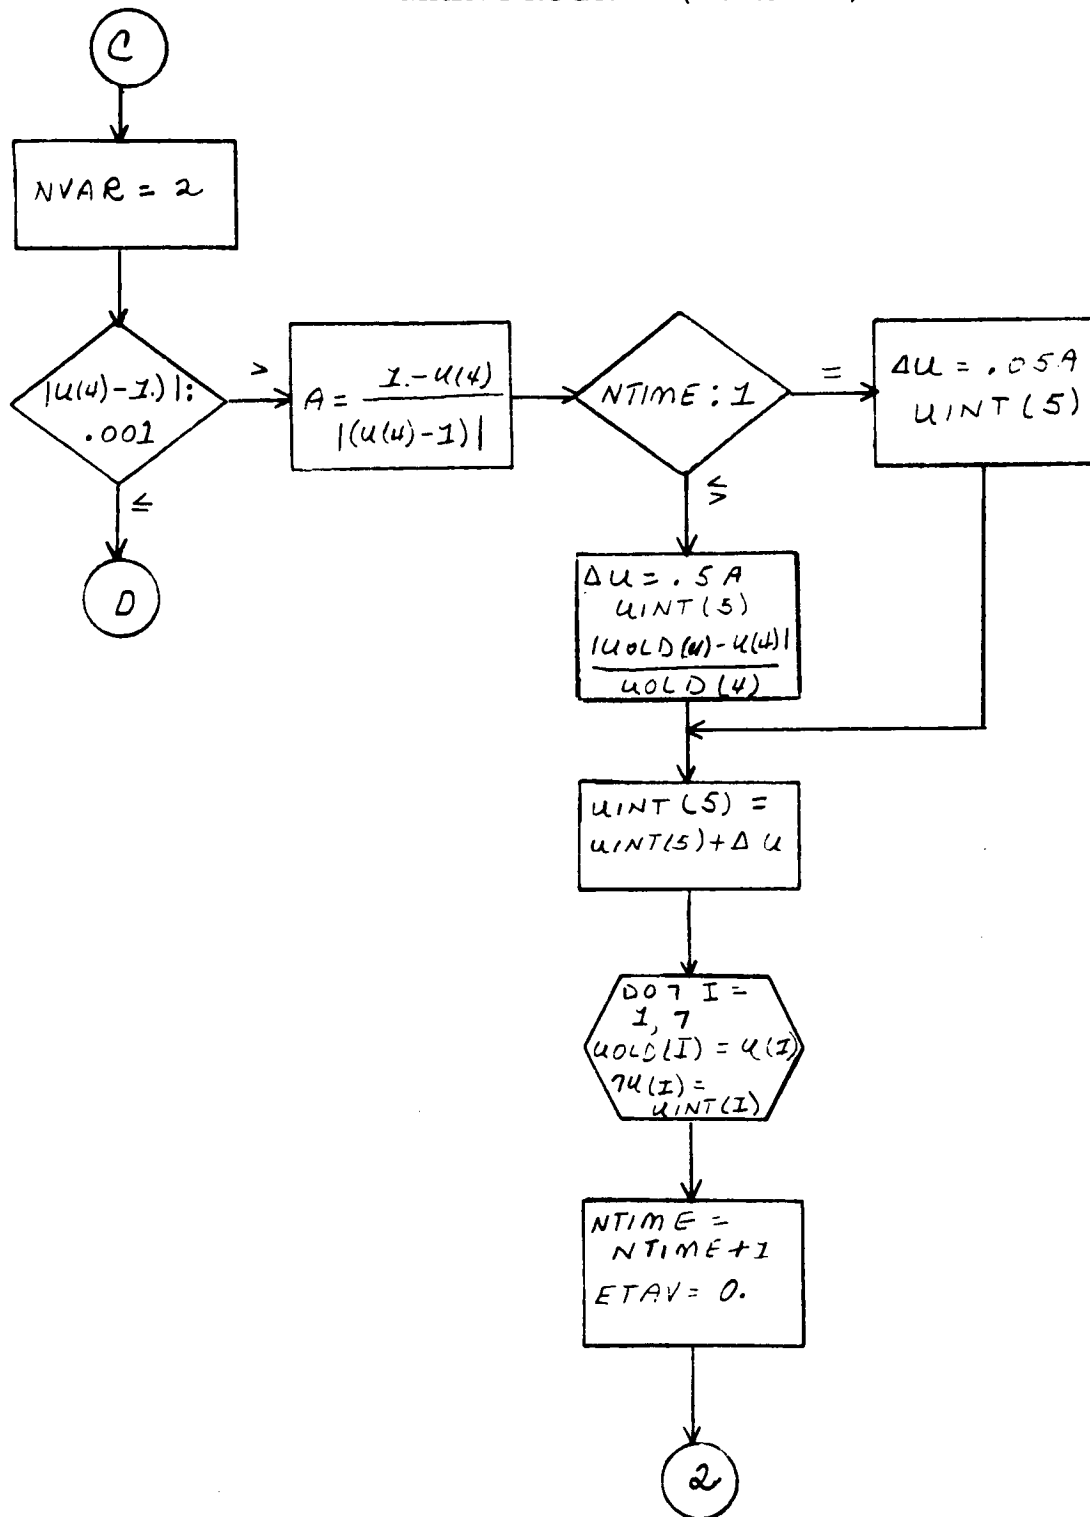 C
NVAR = 2
|U(4)-1.)|:
.001
>
≤
D
A = 1.-U(4)
|(U(4)-1)|
NTIME : 1
=
ΔU = .05A
UINT(5)
<
>
ΔU = .5A
UINT(5)
|UOLD(4)-U(4)|
UOLD(4)
UINT(5) =
UINT(5)+ΔU
DO 7 I =
1, 7
UOLD(I) = U(I)
7U(I) =
UINT(I)
NTIME =
NTIME+1
ETAV = 0.
2